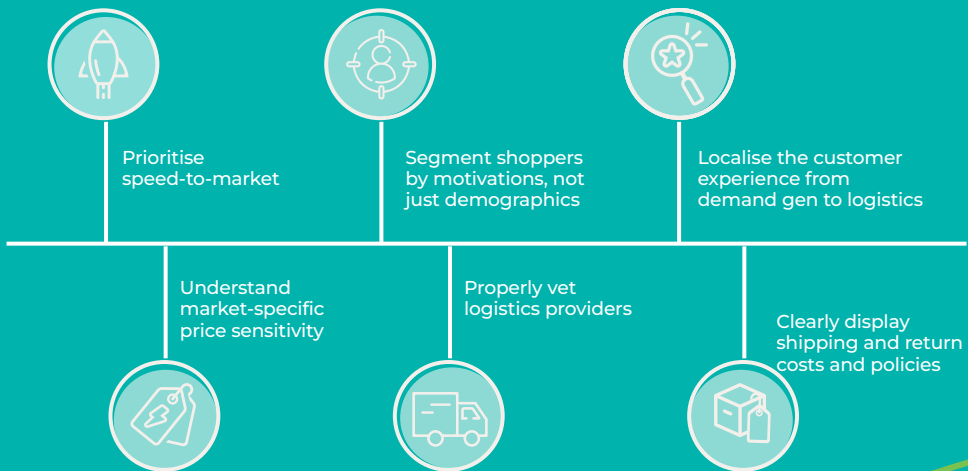 Prioritise
speed-to-market
Segment shoppers
by motivations, not
just demographics
Localise the customer
experience from
demand gen to logistics
Understand
market-specific
price sensitivity
Properly vet
logistics providers
Clearly display
shipping and return
costs and policies